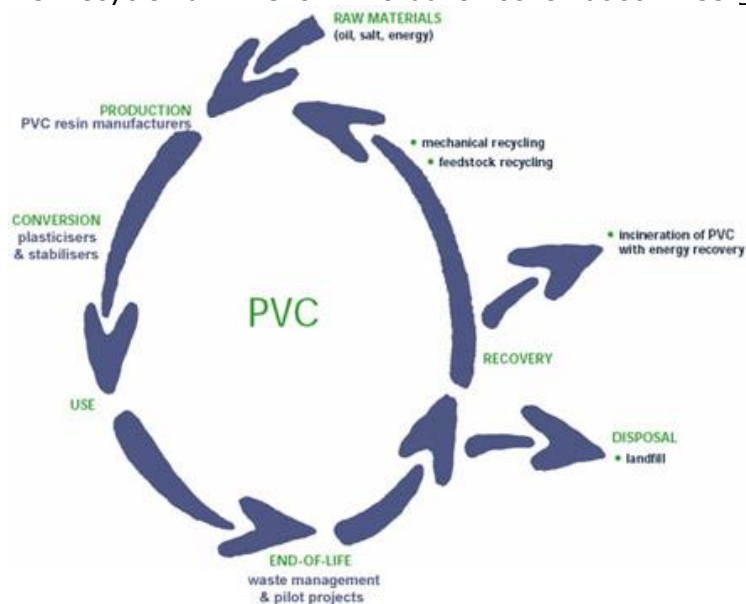 RAW MATERIALS
(oil, salt, energy)
PRODUCTION
PVC resin manufacturers
• mechanical recycling
• feedstock recycling
CONVERSION
plasticisers
& stabilisers
• incineration of PVC
with energy recovery
PVC
RECOVERY
USE
DISPOSAL
• landfill
END-OF-LIFE
waste management
& pilot projects